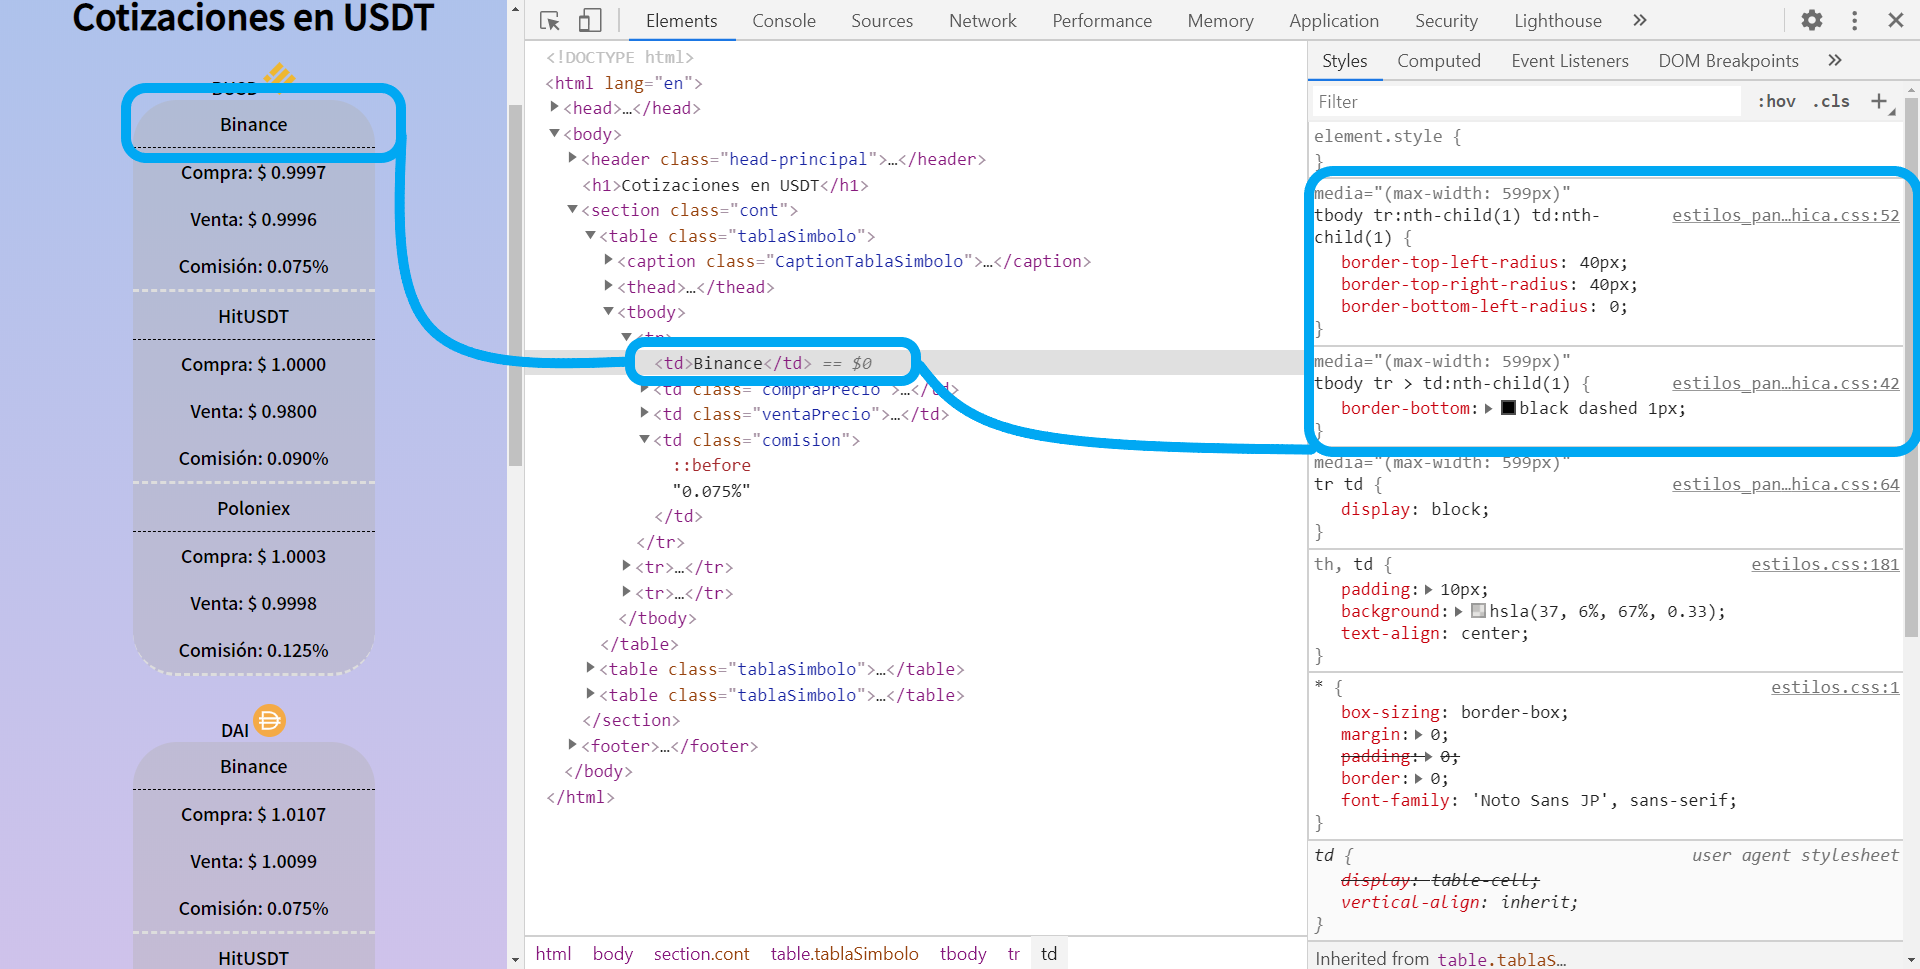 Cotizaciones en USDT
BUSD
Binance
Compra: $ 0.9997
Venta: $ 0.9996
Comisión: 0.075%
HitUSDT
Compra: $ 1.0000
Venta: $ 0.9800
Comisión: 0.090%
Poloniex
Compra: $ 1.0003
Venta: $ 0.9998
Comisión: 0.125%
DAI
Binance
Compra: $ 1.0107
Venta: $ 1.0099
Comisión: 0.075%
HitUSDT
Elements Console Sources Network Performance Memory Application Security Lighthouse »
<!DOCTYPE html>
<html lang="en">
<head>…</head>
<body>
<header class="head-principal">…</header>
<h1>Cotizaciones en USDT</h1>
<section class="cont">
<table class="tablaSimbolo">
<caption class="CaptionTablaSimbolo">…</caption>
<thead>…</thead>
<tbody>
<tr>
<td>Binance</td> == $0
<td class="compraPrecio">…</td>
<td class="ventaPrecio">…</td>
<td class="comision">
::before
"0.075%"
</td>
</tr>
<tr>…</tr>
<tr>…</tr>
</tbody>
</table>
<table class="tablaSimbolo">…</table>
<table class="tablaSimbolo">…</table>
</section>
<footer>…</footer>
</body>
</html>
html body section.cont table.tablaSimbolo tbody tr td
Styles Computed Event Listeners DOM Breakpoints »
Filter :hov .cls +
element.style {
}
media="(max-width: 599px)"
tbody tr:nth-child(1) td:nth- estilos_pan…hica.css:52
child(1) {
border-top-left-radius: 40px;
border-top-right-radius: 40px;
border-bottom-left-radius: 0;
}
media="(max-width: 599px)"
tbody tr > td:nth-child(1) { estilos_pan…hica.css:42
border-bottom: black dashed 1px;
}
media="(max-width: 599px)"
tr td { estilos_pan…hica.css:64
display: block;
}
th, td { estilos.css:181
padding: 10px;
background: hsla(37, 6%, 67%, 0.33);
text-align: center;
}
* { estilos.css:1
box-sizing: border-box;
margin: 0;
padding: 0;
border: 0;
font-family: 'Noto Sans JP', sans-serif;
}
td { user agent stylesheet
display: table-cell;
vertical-align: inherit;
}
Inherited from table.tablaS…